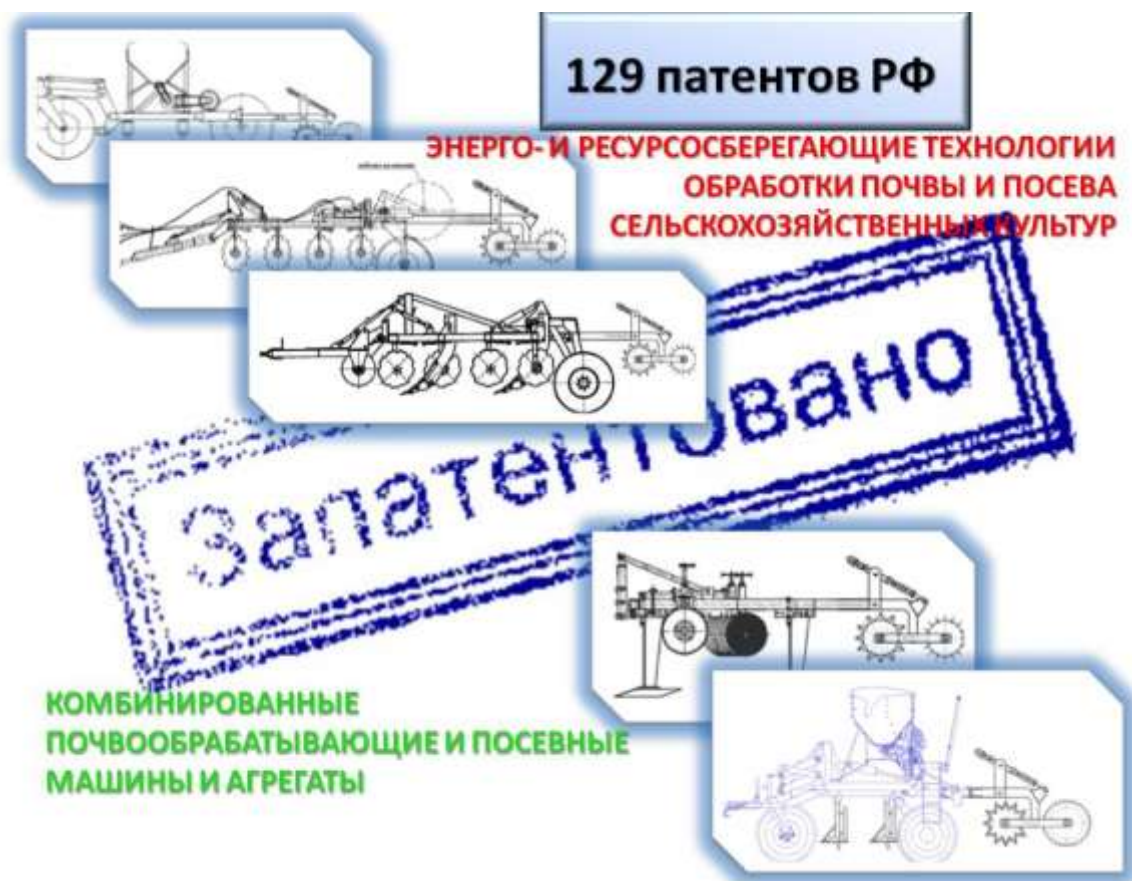 129 патентов РФ
ЭНЕРГО- И РЕСУРСОСБЕРЕГАЮЩИЕ ТЕХНОЛОГИИ
ОБРАБОТКИ ПОЧВЫ И ПОСЕВА
СЕЛЬСКОХОЗЯЙСТВЕННЫХ КУЛЬТУР
Запатентовано
КОМБИНИРОВАННЫЕ
ПОЧВООБРАБАТЫВАЮЩИЕ И ПОСЕВНЫЕ
МАШИНЫ И АГРЕГАТЫ